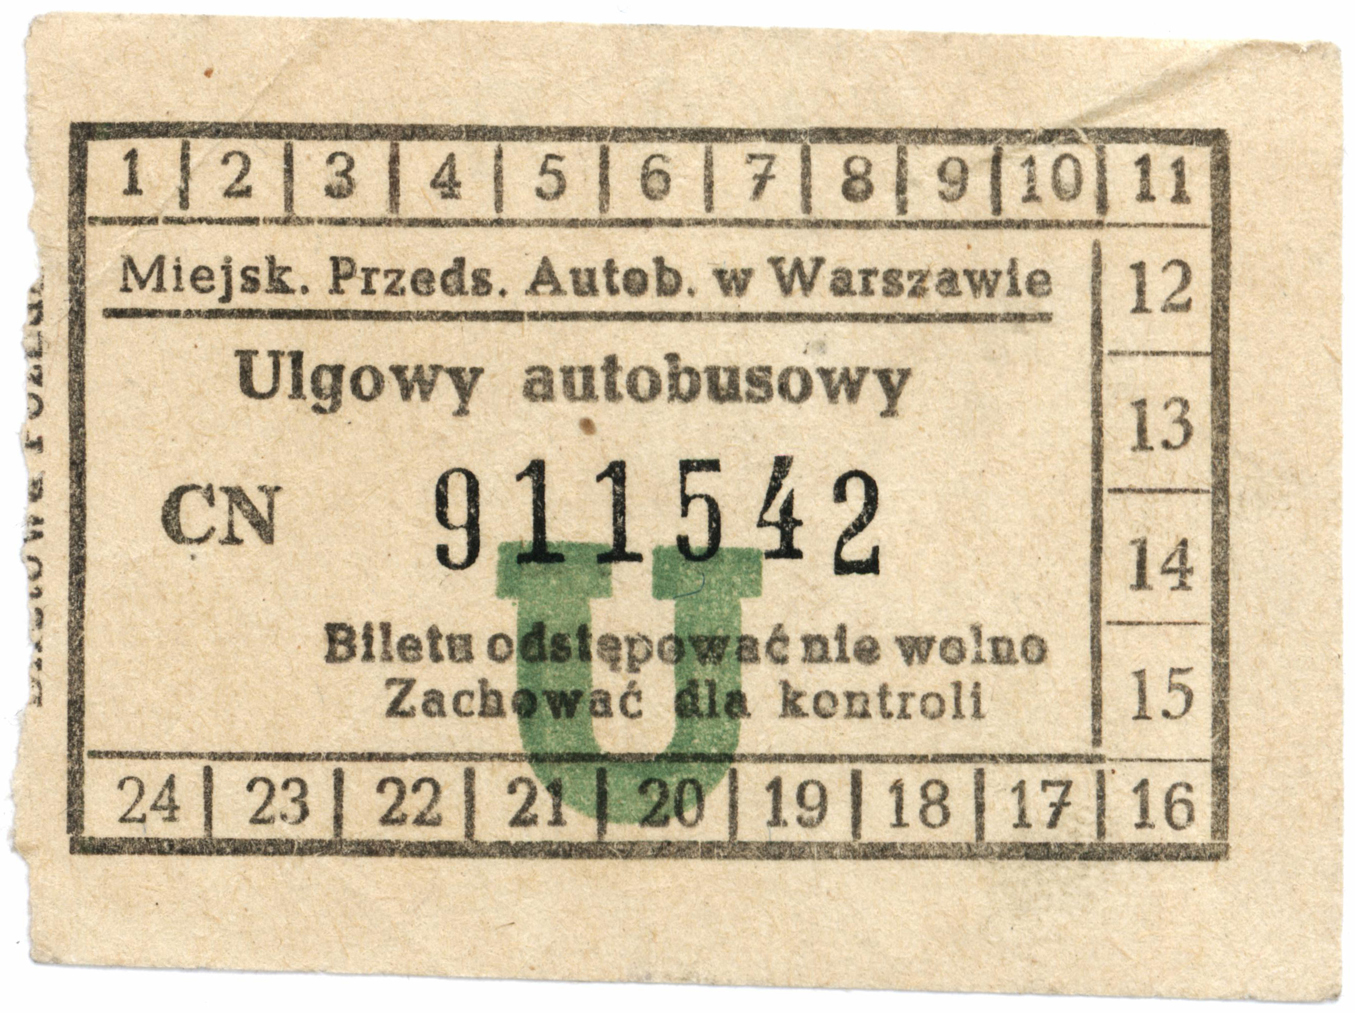 1 2 3 4 5 6 7 8 9 10 11
Miejsk. Przeds. Autob. w Warszawie
12
Ulgowy autobusowy
13
CN 911542
14
U
Biletu odstępować nie wolno
Zachować dla kontroli
15
24 23 22 21 20 19 18 17 16